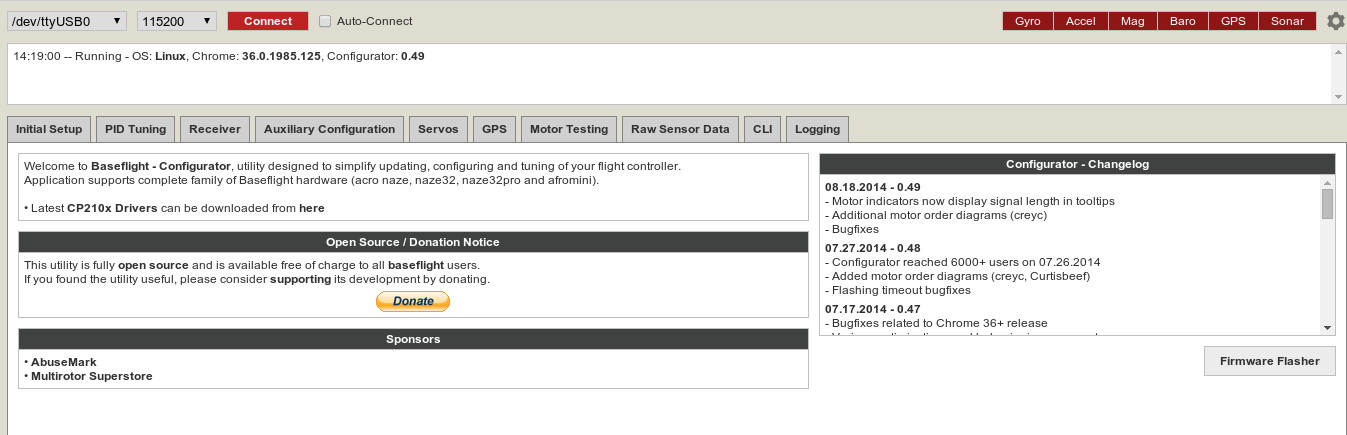 /dev/ttyUSB0 115200 Connect Auto-Connect Gyro Accel Mag Baro GPS Sonar
14:19:00 -- Running - OS: Linux, Chrome: 36.0.1985.125, Configurator: 0.49
Initial Setup PID Tuning Receiver Auxiliary Configuration Servos GPS Motor Testing Raw Sensor Data CLI Logging
Welcome to Baseflight - Configurator, utility designed to simplify updating, configuring and tuning of your flight controller.
Application supports complete family of Baseflight hardware (acro naze, naze32, naze32pro and afromini).
• Latest CP210x Drivers can be downloaded from here
Open Source / Donation Notice
This utility is fully open source and is available free of charge to all baseflight users.
If you found the utility useful, please consider supporting its development by donating.
Donate
Sponsors
• AbuseMark
• Multirotor Superstore
Configurator - Changelog
08.18.2014 - 0.49
- Motor indicators now display signal length in tooltips
- Additional motor order diagrams (creyc)
- Bugfixes
07.27.2014 - 0.48
- Configurator reached 6000+ users on 07.26.2014
- Added motor order diagrams (creyc, Curtisbeef)
- Flashing timeout bugfixes
07.17.2014 - 0.47
- Bugfixes related to Chrome 36+ release
Firmware Flasher